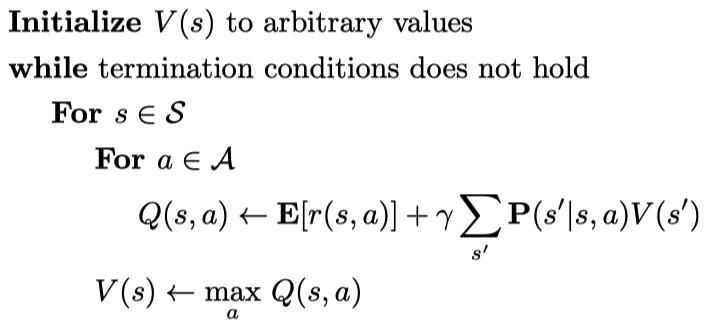 Initialize V(s) to arbitrary values
while termination conditions does not hold
For s ∈ 𝒮
For a ∈ 𝒜
Q(s, a) ← E[r(s, a)] + γ ∑_{s′} P(s′|s, a)V(s′)
V(s) ← max_a Q(s, a)